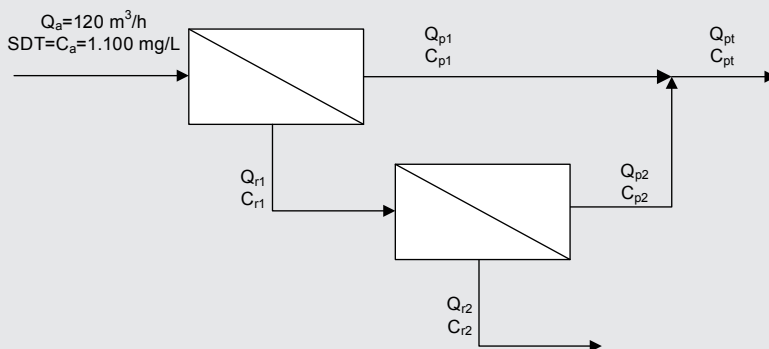 Qa=120 m³/h
SDT=Ca=1.100 mg/L
Qp1
Cp1
Qpt
Cpt
Qr1
Cr1
Qp2
Cp2
Qr2
Cr2